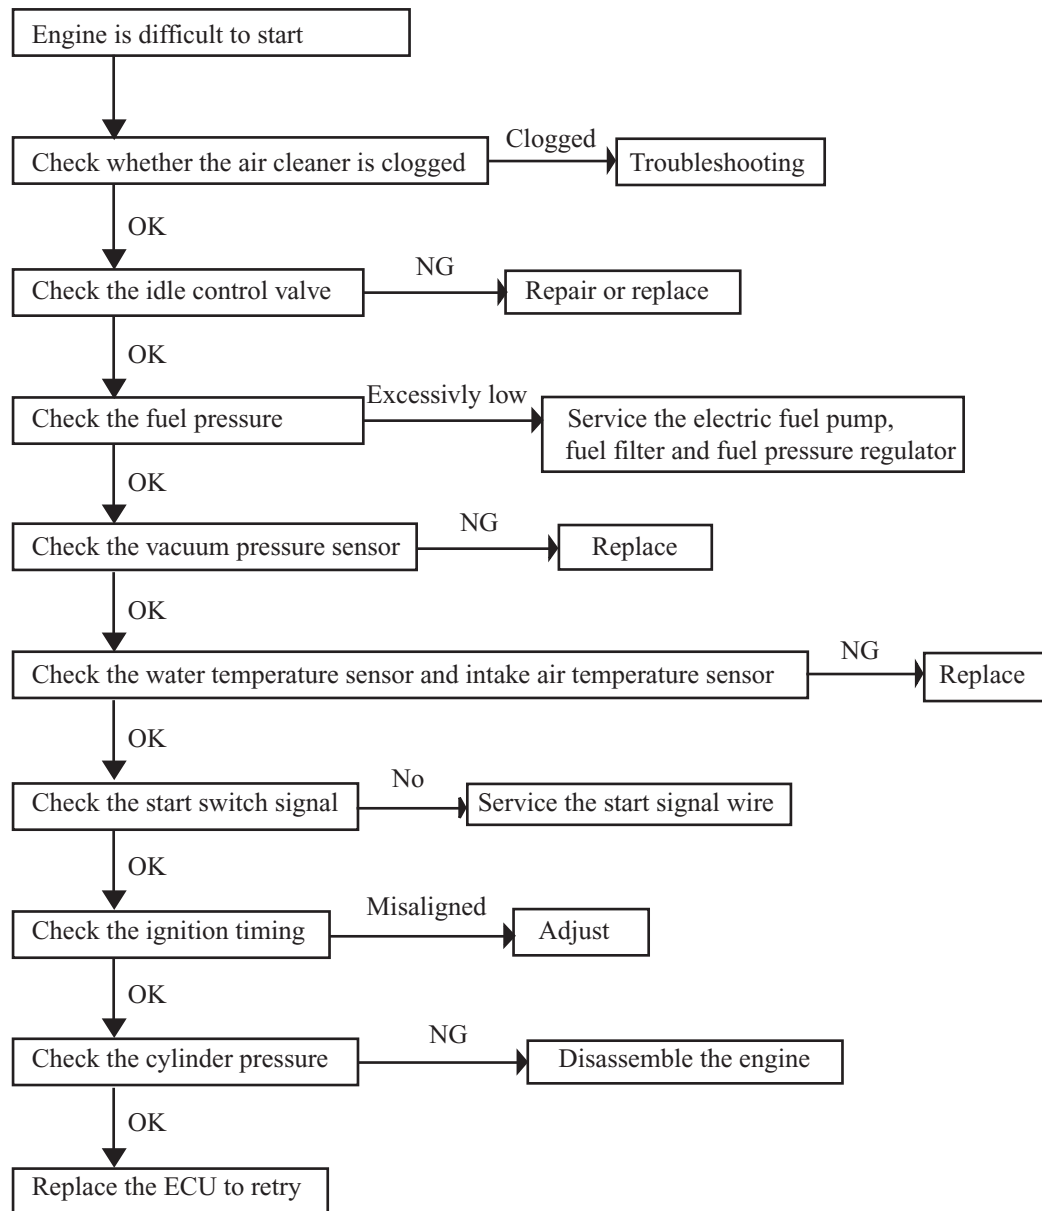 Engine is difficult to start
Clogged
Check whether the air cleaner is clogged
Troubleshooting
OK
NG
Check the idle control valve
Repair or replace
OK
Excessivly low
Check the fuel pressure
Service the electric fuel pump,
fuel filter and fuel pressure regulator
OK
NG
Check the vacuum pressure sensor
Replace
OK
NG
Check the water temperature sensor and intake air temperature sensor
Replace
OK
No
Check the start switch signal
Service the start signal wire
OK
Misaligned
Check the ignition timing
Adjust
OK
NG
Check the cylinder pressure
Disassemble the engine
OK
Replace the ECU to retry